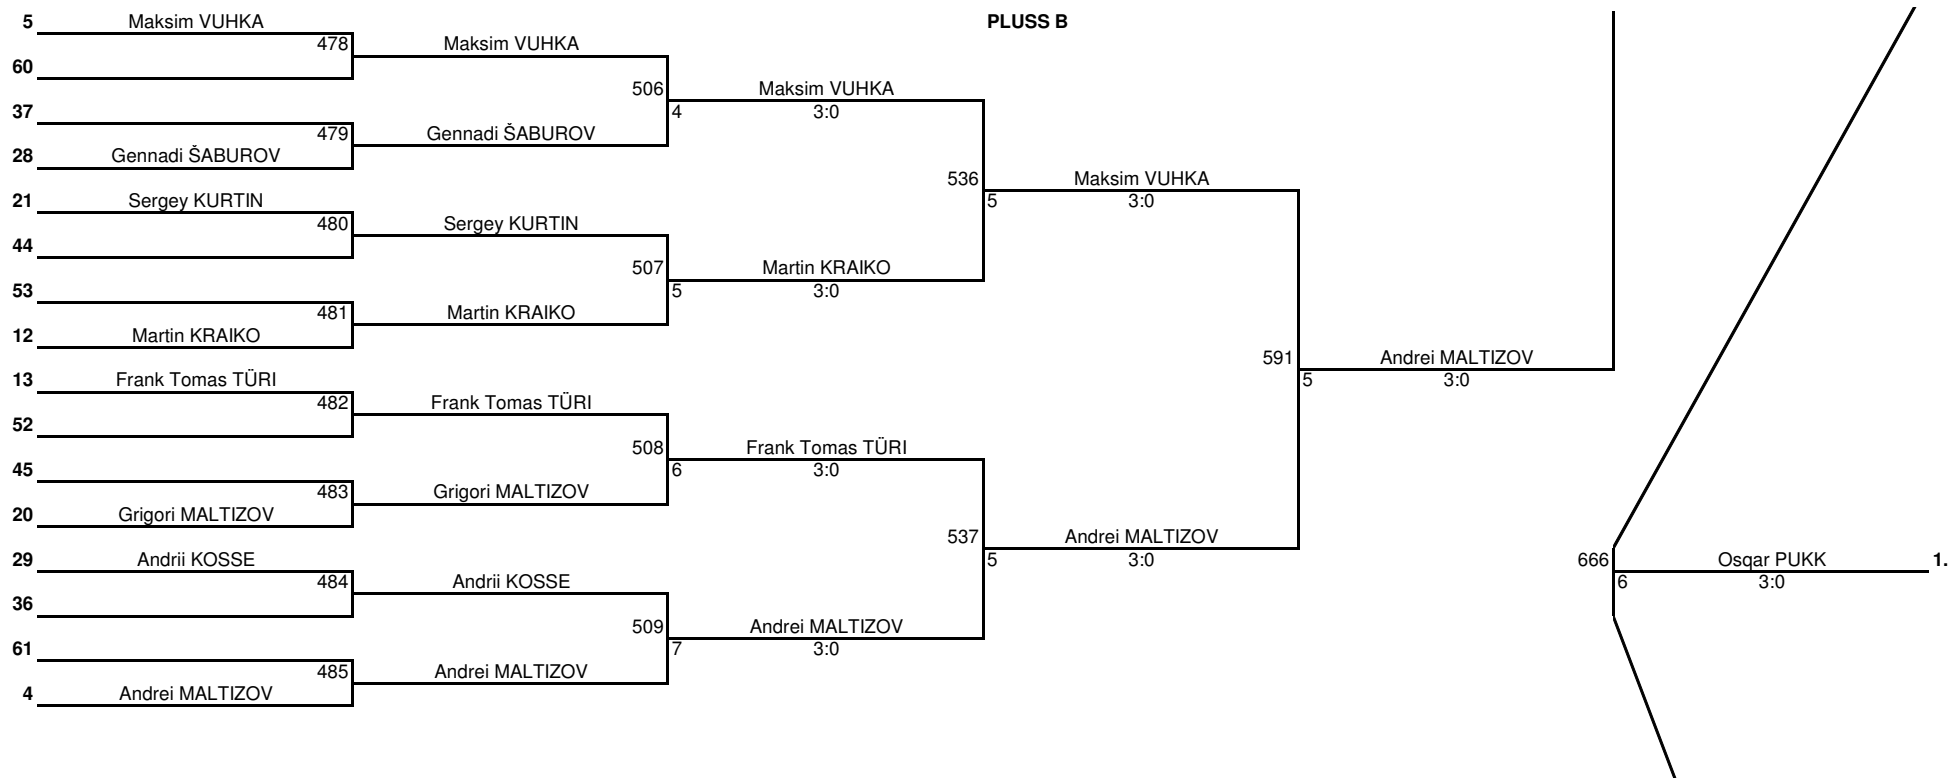 PLUSS B
5 Maksim VUHKA
478 Maksim VUHKA
60
506 Maksim VUHKA
4 3:0
37
479 Gennadi ŠABUROV
28 Gennadi ŠABUROV
536 Maksim VUHKA
5 3:0
21 Sergey KURTIN
480 Sergey KURTIN
44
507 Martin KRAIKO
5 3:0
53
481 Martin KRAIKO
12 Martin KRAIKO
591 Andrei MALTIZOV
5 3:0
13 Frank Tomas TÜRI
482 Frank Tomas TÜRI
52
508 Frank Tomas TÜRI
6 3:0
45
483 Grigori MALTIZOV
20 Grigori MALTIZOV
537 Andrei MALTIZOV
5 3:0
29 Andrii KOSSE
484 Andrii KOSSE
36
509 Andrei MALTIZOV
7 3:0
61
485 Andrei MALTIZOV
4 Andrei MALTIZOV
666 Osqar PUKK 1.
6 3:0